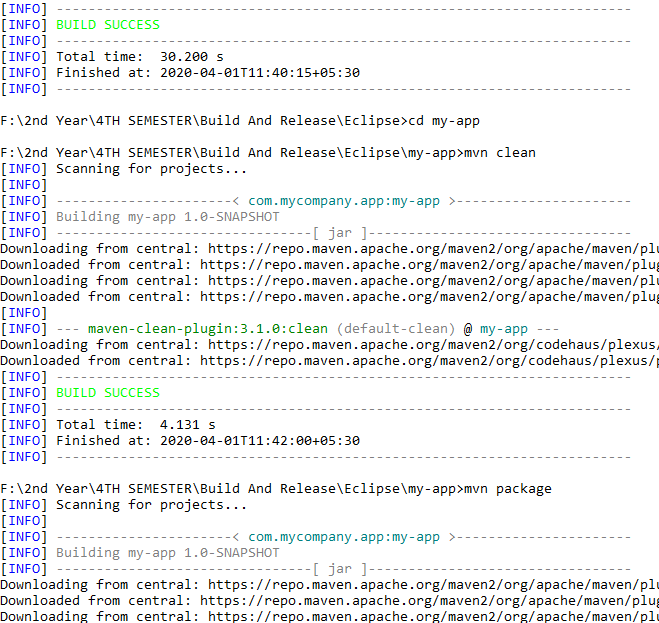 [INFO] ------------------------------------------------------------------------
[INFO] BUILD SUCCESS
[INFO] ------------------------------------------------------------------------
[INFO] Total time:  30.200 s
[INFO] Finished at: 2020-04-01T11:40:15+05:30
[INFO] ------------------------------------------------------------------------
F:\2nd Year\4TH SEMESTER\Build And Release\Eclipse>cd my-app
F:\2nd Year\4TH SEMESTER\Build And Release\Eclipse\my-app>mvn clean
[INFO] Scanning for projects...
[INFO]
[INFO] ----------------------< com.mycompany.app:my-app >----------------------
[INFO] Building my-app 1.0-SNAPSHOT
[INFO] --------------------------------[ jar ]---------------------------------
Downloading from central: https://repo.maven.apache.org/maven2/org/apache/maven/plu
Downloaded from central: https://repo.maven.apache.org/maven2/org/apache/maven/plug
Downloading from central: https://repo.maven.apache.org/maven2/org/apache/maven/plu
Downloaded from central: https://repo.maven.apache.org/maven2/org/apache/maven/plug
[INFO]
[INFO] --- maven-clean-plugin:3.1.0:clean (default-clean) @ my-app ---
Downloading from central: https://repo.maven.apache.org/maven2/org/codehaus/plexus/
Downloaded from central: https://repo.maven.apache.org/maven2/org/codehaus/plexus/p
[INFO] ------------------------------------------------------------------------
[INFO] BUILD SUCCESS
[INFO] ------------------------------------------------------------------------
[INFO] Total time:  4.131 s
[INFO] Finished at: 2020-04-01T11:42:00+05:30
[INFO] ------------------------------------------------------------------------
F:\2nd Year\4TH SEMESTER\Build And Release\Eclipse\my-app>mvn package
[INFO] Scanning for projects...
[INFO]
[INFO] ----------------------< com.mycompany.app:my-app >----------------------
[INFO] Building my-app 1.0-SNAPSHOT
[INFO] --------------------------------[ jar ]---------------------------------
Downloading from central: https://repo.maven.apache.org/maven2/org/apache/maven/plu
Downloaded from central: https://repo.maven.apache.org/maven2/org/apache/maven/plug
Downloading from central: https://repo.maven.apache.org/maven2/org/apache/maven/plu